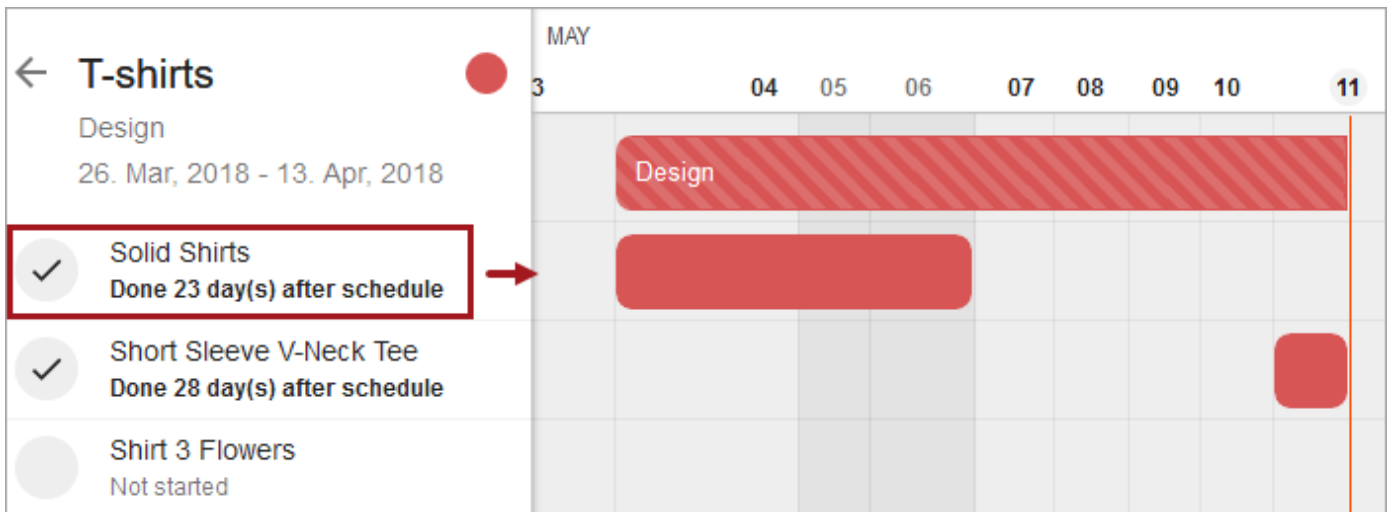 T-shirts
Design
26. Mar, 2018 - 13. Apr, 2018
Solid Shirts
Done 23 day(s) after schedule
Short Sleeve V-Neck Tee
Done 28 day(s) after schedule
Shirt 3 Flowers
Not started
MAY
3 04 05 06 07 08 09 10 11
Design